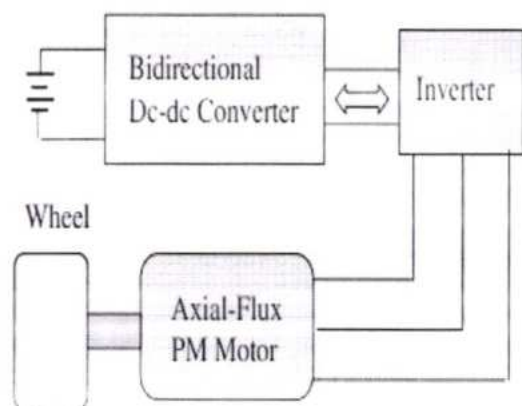 Bidirectional
Dc-dc Converter
Inverter
Wheel
Axial-Flux
PM Motor